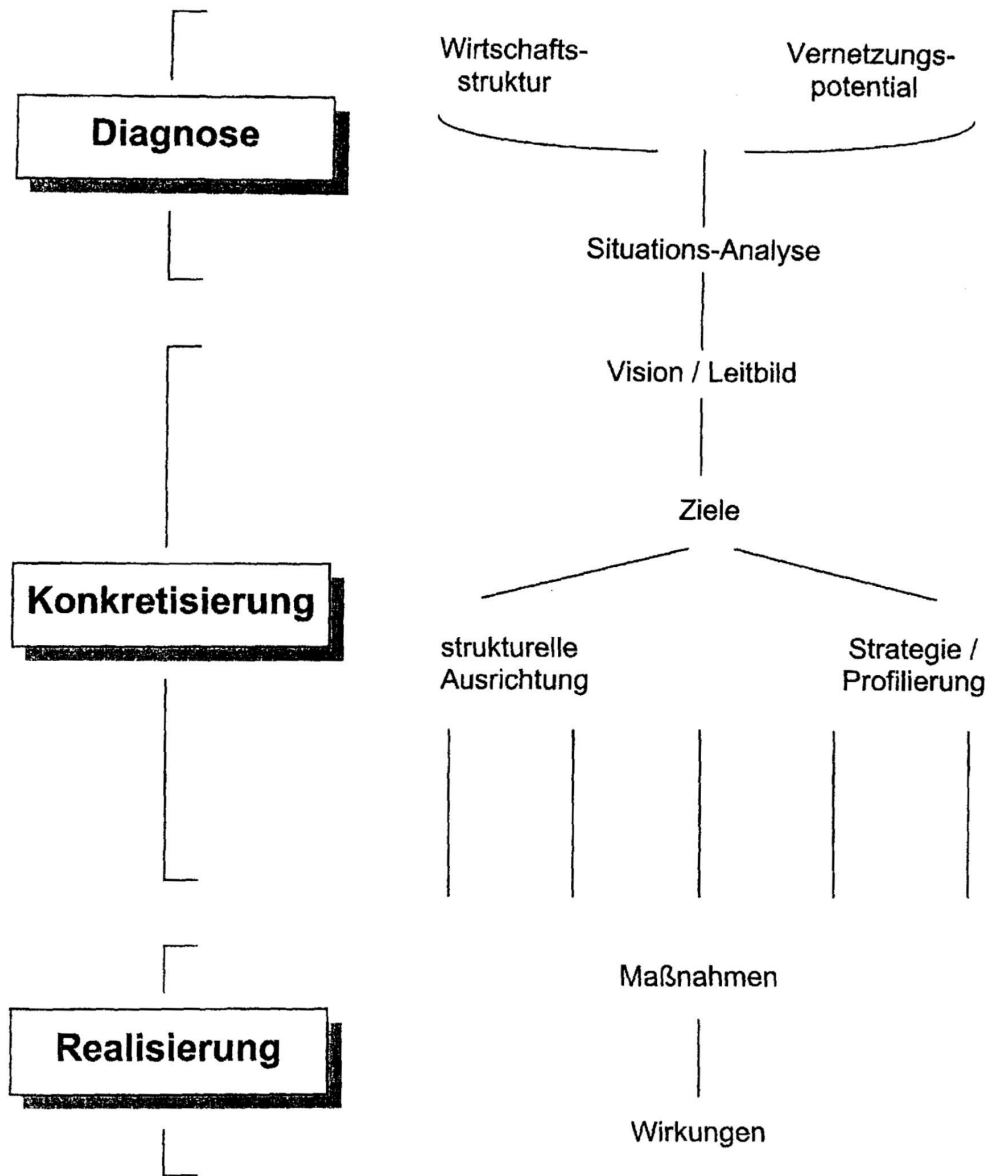 Diagnose
Wirtschafts-
struktur
Vernetzungs-
potential
Situations-Analyse
Vision / Leitbild
Ziele
Konkretisierung
strukturelle
Ausrichtung
Strategie /
Profilierung
Maßnahmen
Realisierung
Wirkungen